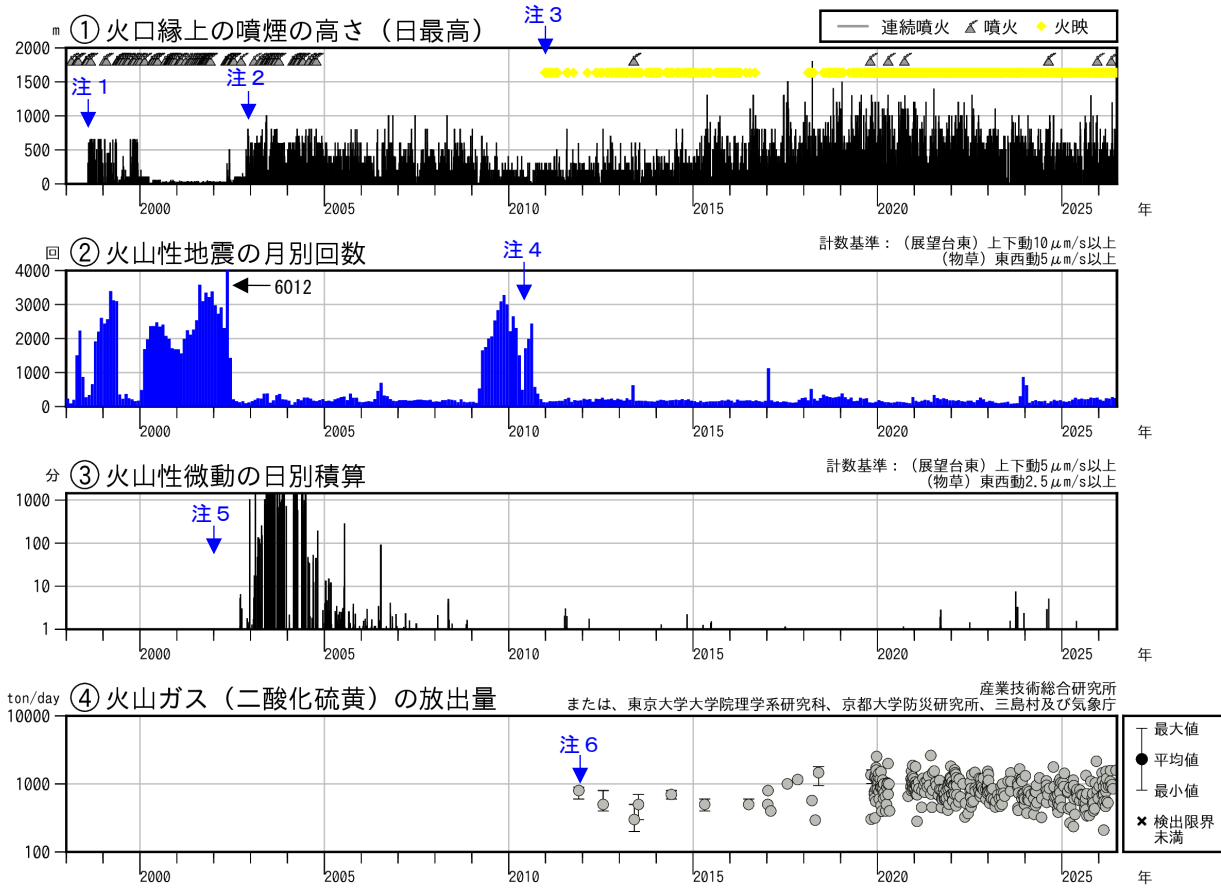 m ① 火口縁上の噴煙の高さ（日最高）
注３
連続噴火 噴火 火映
注１
注２
2000
1500
1000
500
0
2000 2005 2010 2015 2020 2025 年
回 ② 火山性地震の月別回数
注４
計数基準：（展望台東）上下動10μm/s以上
（物草）東西動5μm/s以上
6012
4000
3000
2000
1000
0
2000 2005 2010 2015 2020 2025 年
分 ③ 火山性微動の日別積算
計数基準：（展望台東）上下動5μm/s以上
（物草）東西動2.5μm/s以上
注５
1000
100
10
1
2000 2005 2010 2015 2020 2025 年
ton/day ④ 火山ガス（二酸化硫黄）の放出量
産業技術総合研究所
または、東京大学大学院理学系研究科、京都大学防災研究所、三島村及び気象庁
注６
10000
1000
100
最大値
平均値
最小値
検出限界
未満
2000 2005 2010 2015 2020 2025 年